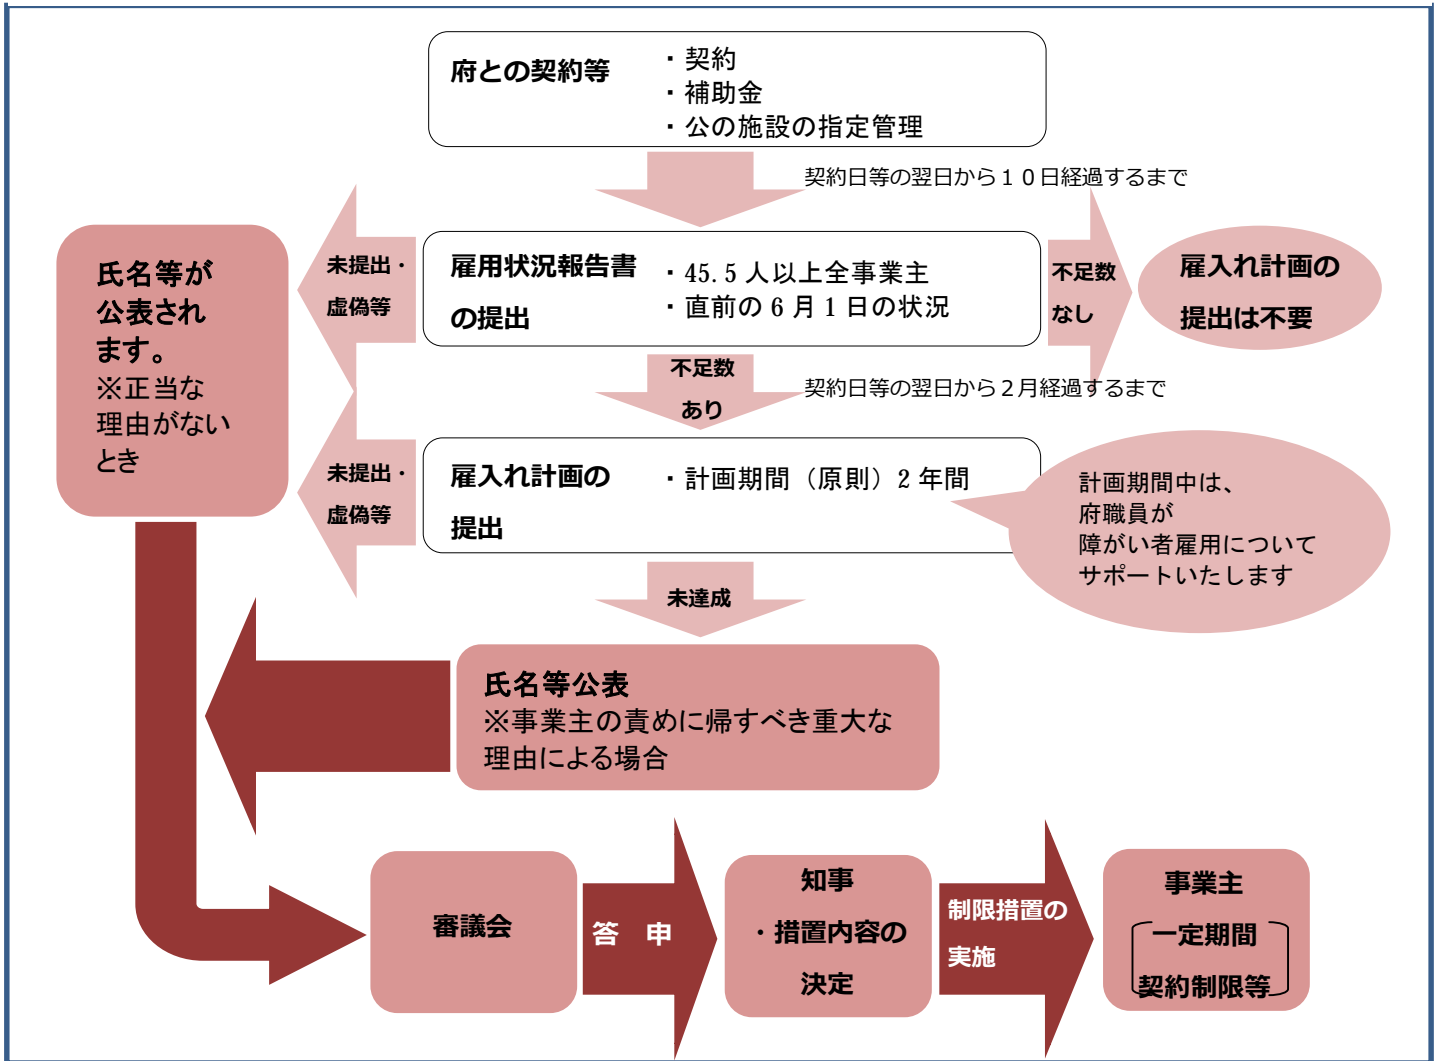 府との契約等
・契約
・補助金
・公の施設の指定管理
契約日等の翌日から１０日経過するまで
氏名等が
公表され
ます。
※正当な
理由がない
とき
未提出・
虚偽等
雇用状況報告書
の提出
・45.5人以上全事業主
・直前の6月1日の状況
不足数
なし
雇入れ計画の
提出は不要
不足数
あり
契約日等の翌日から２月経過するまで
未提出・
虚偽等
雇入れ計画の
提出
・計画期間（原則）2年間
計画期間中は、
府職員が
障がい者雇用について
サポートいたします
未達成
氏名等公表
※事業主の責めに帰すべき重大な
理由による場合
審議会
答　申
知事
・措置内容の
決定
制限措置の
実施
事業主
一定期間
契約制限等